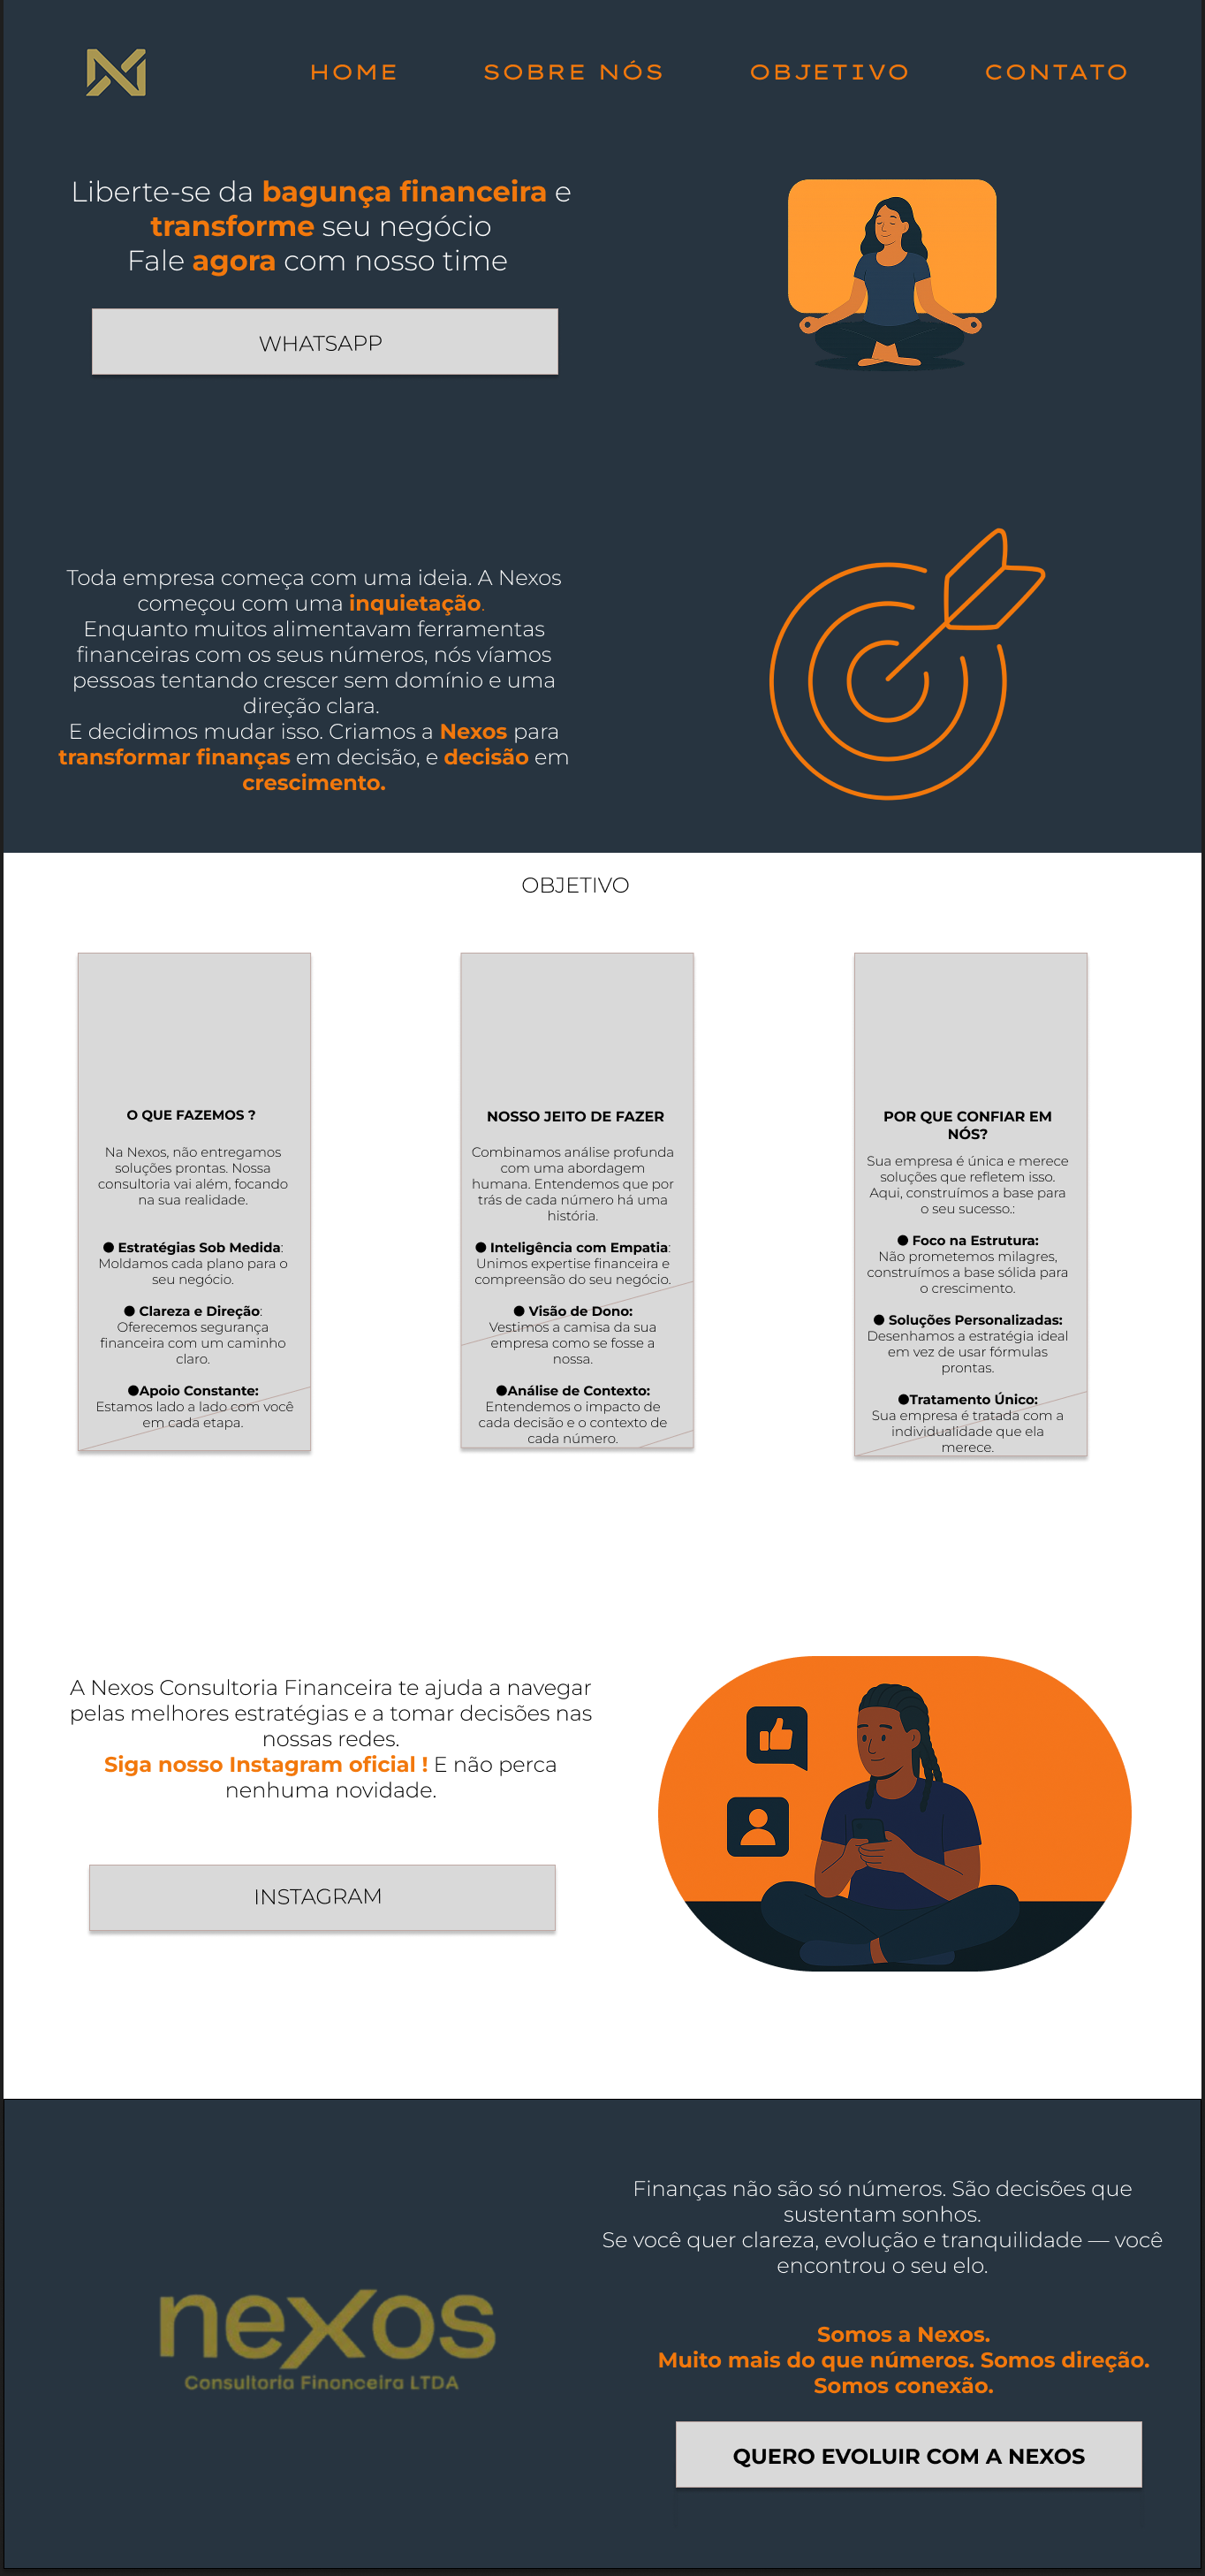 HOME SOBRE NÓS OBJETIVO CONTATO
Liberte-se da bagunça financeira e
transforme seu negócio
Fale agora com nosso time
WHATSAPP
Toda empresa começa com uma ideia. A Nexos
começou com uma inquietação.
Enquanto muitos alimentavam ferramentas
financeiras com os seus números, nós víamos
pessoas tentando crescer sem domínio e uma
direção clara.
E decidimos mudar isso. Criamos a Nexos para
transformar finanças em decisão, e decisão em
crescimento.
OBJETIVO
O QUE FAZEMOS ?
Na Nexos, não entregamos
soluções prontas. Nossa
consultoria vai além, focando
na sua realidade.
● Estratégias Sob Medida:
Moldamos cada plano para o
seu negócio.
● Clareza e Direção:
Oferecemos segurança
financeira com um caminho
claro.
●Apoio Constante:
Estamos lado a lado com você
em cada etapa.
NOSSO JEITO DE FAZER
Combinamos análise profunda
com uma abordagem
humana. Entendemos que por
trás de cada número há uma
história.
● Inteligência com Empatia:
Unimos expertise financeira e
compreensão do seu negócio.
● Visão de Dono:
Vestimos a camisa da sua
empresa como se fosse a
nossa.
●Análise de Contexto:
Entendemos o impacto de
cada decisão e o contexto de
cada número.
POR QUE CONFIAR EM
NÓS?
Sua empresa é única e merece
soluções que refletem isso.
Aqui, construímos a base para
o seu sucesso.:
● Foco na Estrutura:
Não prometemos milagres,
construímos a base sólida para
o crescimento.
● Soluções Personalizadas:
Desenhamos a estratégia ideal
em vez de usar fórmulas
prontas.
●Tratamento Único:
Sua empresa é tratada com a
individualidade que ela
merece.
A Nexos Consultoria Financeira te ajuda a navegar
pelas melhores estratégias e a tomar decisões nas
nossas redes.
Siga nosso Instagram oficial ! E não perca
nenhuma novidade.
INSTAGRAM
nexos
Consultoria Financeira LTDA
Finanças não são só números. São decisões que
sustentam sonhos.
Se você quer clareza, evolução e tranquilidade — você
encontrou o seu elo.
Somos a Nexos.
Muito mais do que números. Somos direção.
Somos conexão.
QUERO EVOLUIR COM A NEXOS